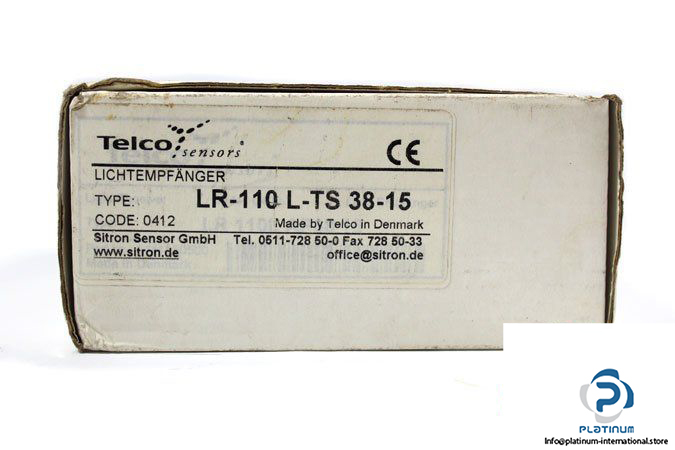 Telco sensors
CE
LICHTEMPFÄNGER
TYPE: LR-110 L-TS 38-15
CODE: 0412 Made by Telco in Denmark
Sitron Sensor GmbH Tel. 0511-728 50-0 Fax 728 50-33
www.sitron.de office@sitron.de
PLATINUM
Info@platinum-international.store